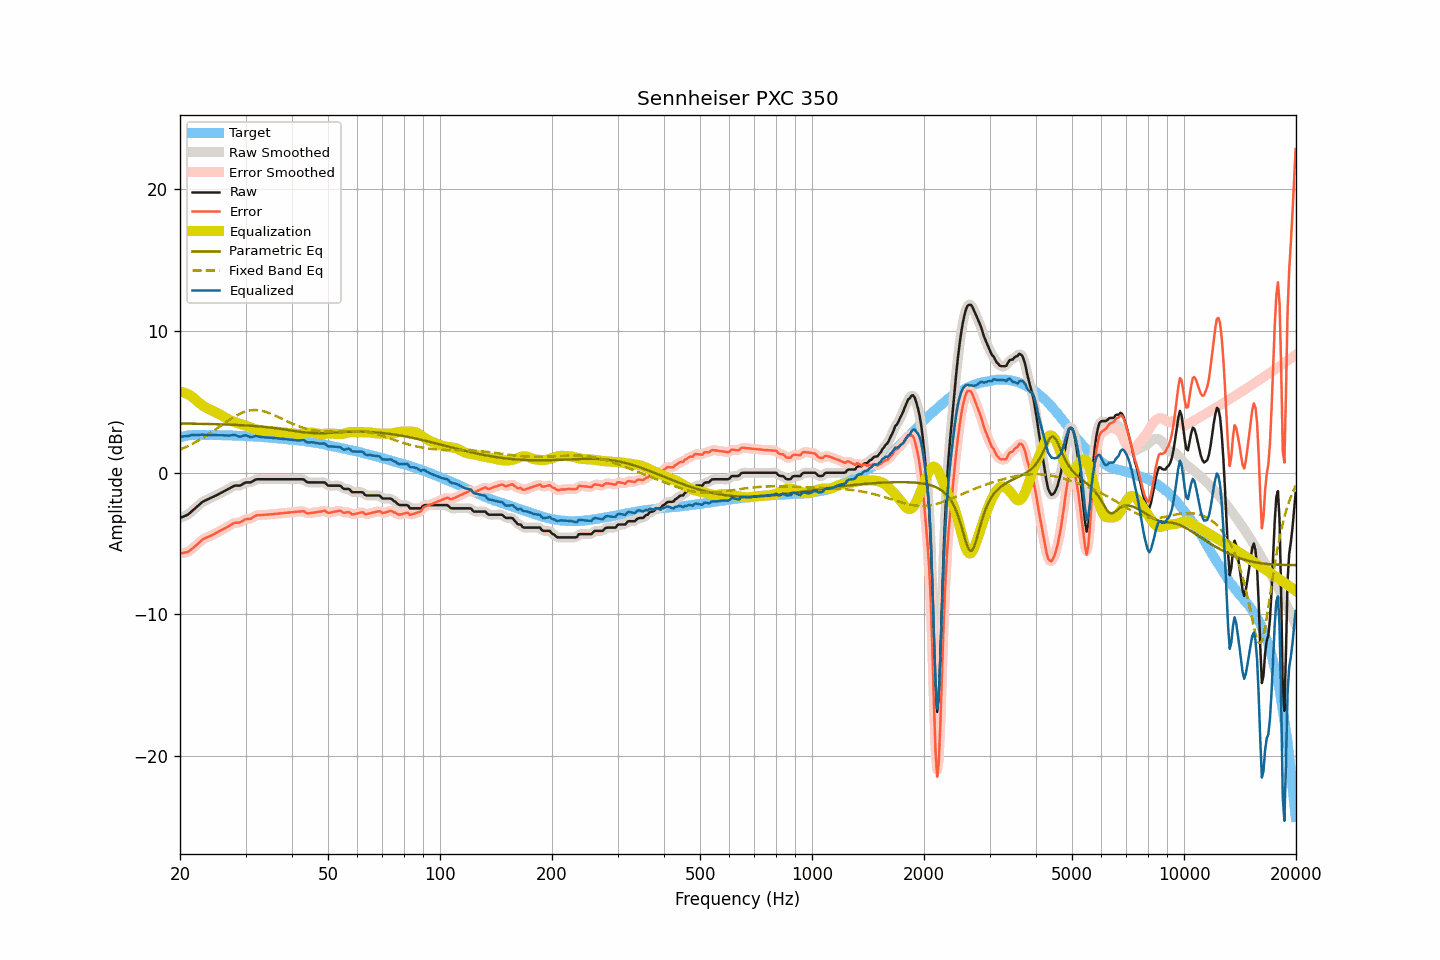 Sennheiser PXC 350
Target
Raw Smoothed
Error Smoothed
Raw
Error
Equalization
Parametric Eq
Fixed Band Eq
Equalized
Amplitude (dBr)
20
10
0
−10
−20
20 50 100 200 500 1000 2000 5000 10000 20000
Frequency (Hz)